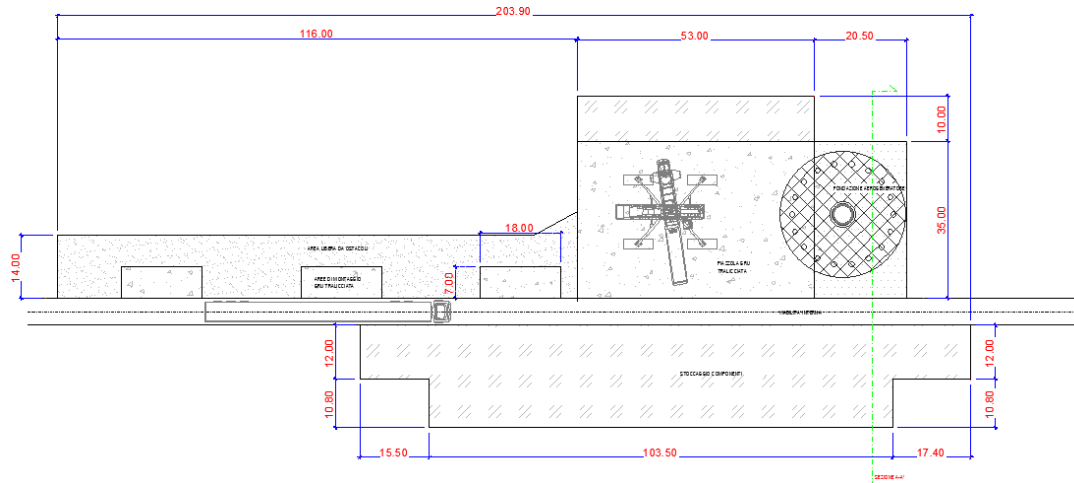 203.90
116.00
53.00
20.50
10.00
FONDAZIONE AEROGENERATORE
35.00
18.00
14.00
AREA LIBERA DA OSTACOLI
PIAZZOLA GRU
TRALICCIATA
AREE DI MONTAGGIO
GRU TRALICCIATA
7.00
VIABILITA' INTERNA
12.00
12.00
STOCCAGGIO COMPONENTI
10.80
10.80
15.50
103.50
17.40
SEZIONE A-A'